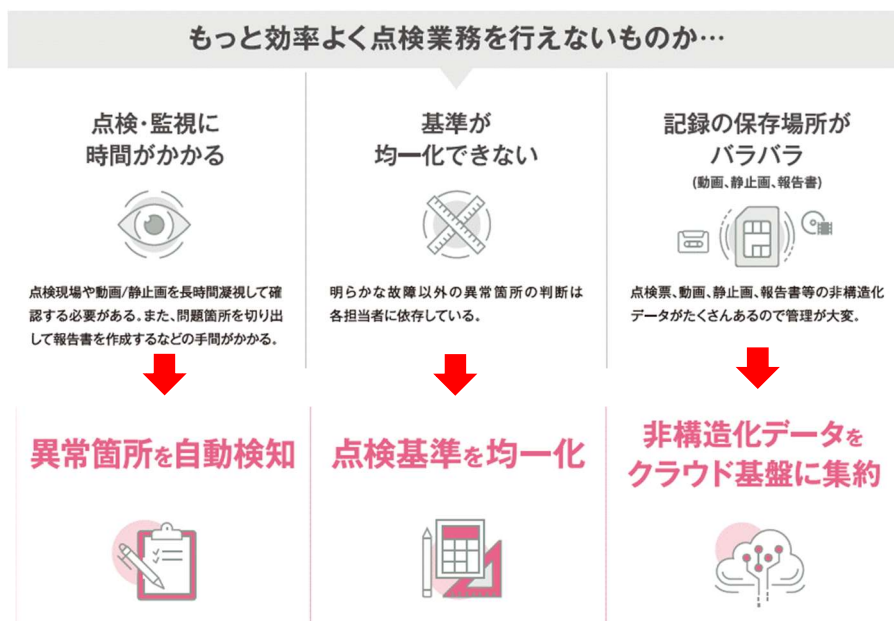 もっと効率よく点検業務を行えないものか…
点検・監視に
時間がかかる
点検現場や動画/静止画を長時間凝視して確
認する必要がある。また、問題箇所を切り出
して報告書を作成するなどの手間がかかる。
基準が
均一化できない
明らかな故障以外の異常箇所の判断は
各担当者に依存している。
記録の保存場所が
バラバラ
(動画、静止画、報告書)
点検票、動画、静止画、報告書等の非構造化
データがたくさんあるので管理が大変。
異常箇所を自動検知
点検基準を均一化
非構造化データを
クラウド基盤に集約